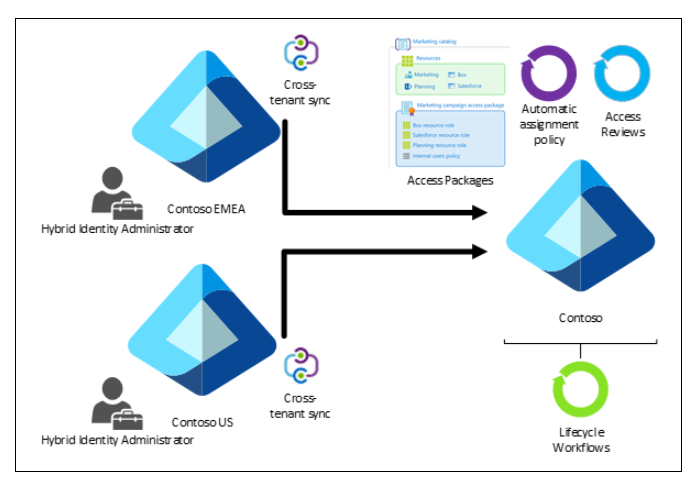 Cross-
tenant sync
Contoso EMEA
Hybrid Identity Administrator
Marketing catalog
Resources
Marketing
Box
Planning
Salesforce
Marketing campaign access package
Box resource role
Salesforce resource role
Planning resource role
Internal users policy
Access Packages
Automatic
assignment
policy
Access
Reviews
Contoso
Contoso US
Hybrid Identity Administrator
Cross-
tenant sync
Lifecycle
Workflows